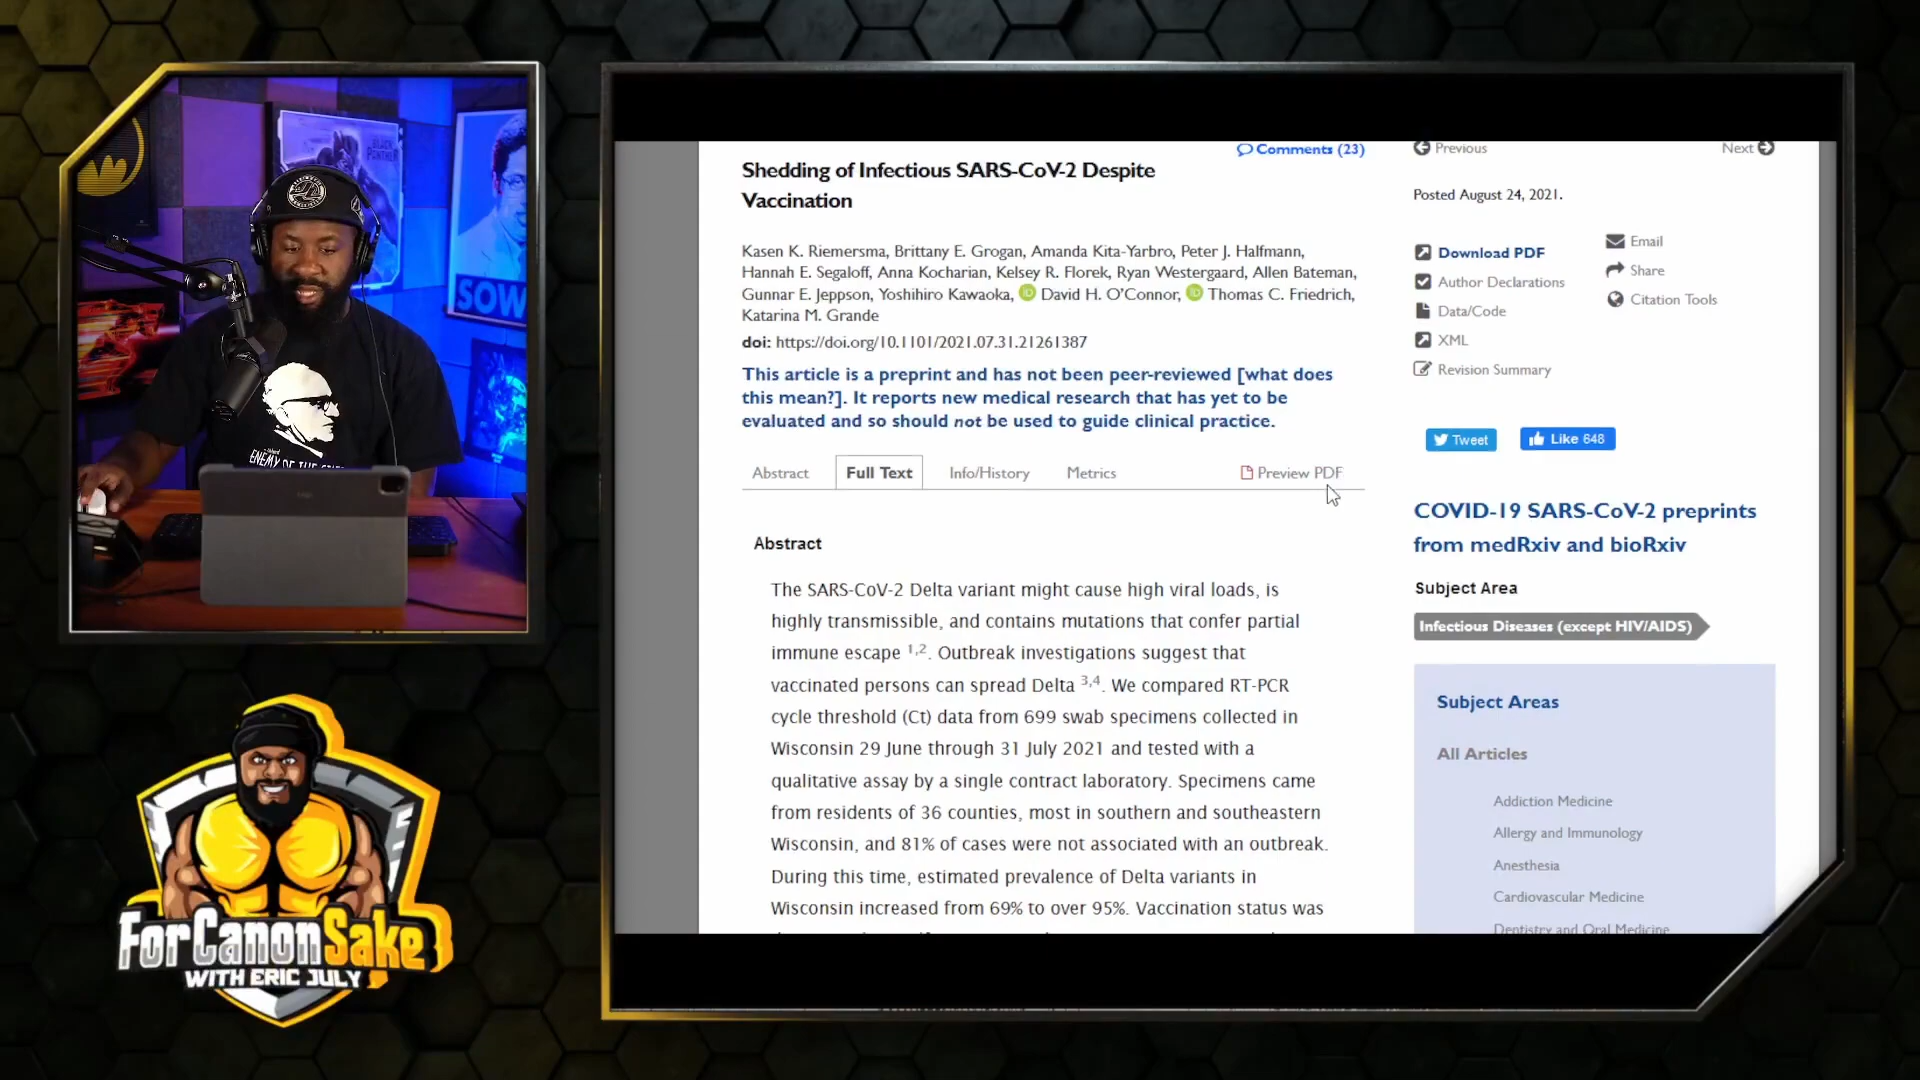 BLACK
PANTHER
SOW
ENEMY OF THE STATE
ForCanonSake
WITH ERIC JULY
Comments (23)
Shedding of Infectious SARS-CoV-2 Despite
Vaccination
Kasen K. Riemersma, Brittany E. Grogan, Amanda Kita-Yarbro, Peter J. Halfmann,
Hannah E. Segaloff, Anna Kocharian, Kelsey R. Florek, Ryan Westergaard, Allen Bateman,
Gunnar E. Jeppson, Yoshihiro Kawaoka, iD David H. O'Connor, iD Thomas C. Friedrich,
Katarina M. Grande
doi: https://doi.org/10.1101/2021.07.31.21261387
This article is a preprint and has not been peer-reviewed [what does
this mean?]. It reports new medical research that has yet to be
evaluated and so should not be used to guide clinical practice.
Abstract Full Text Info/History Metrics Preview PDF
Abstract
The SARS-CoV-2 Delta variant might cause high viral loads, is
highly transmissible, and contains mutations that confer partial
immune escape 1,2. Outbreak investigations suggest that
vaccinated persons can spread Delta 3,4. We compared RT-PCR
cycle threshold (Ct) data from 699 swab specimens collected in
Wisconsin 29 June through 31 July 2021 and tested with a
qualitative assay by a single contract laboratory. Specimens came
from residents of 36 counties, most in southern and southeastern
Wisconsin, and 81% of cases were not associated with an outbreak.
During this time, estimated prevalence of Delta variants in
Wisconsin increased from 69% to over 95%. Vaccination status was
Previous Next
Posted August 24, 2021.
Download PDF
Author Declarations
Data/Code
XML
Revision Summary
Email
Share
Citation Tools
Tweet Like 648
COVID-19 SARS-CoV-2 preprints
from medRxiv and bioRxiv
Subject Area
Infectious Diseases (except HIV/AIDS)
Subject Areas
All Articles
Addiction Medicine
Allergy and Immunology
Anesthesia
Cardiovascular Medicine
Dentistry and Oral Medicine